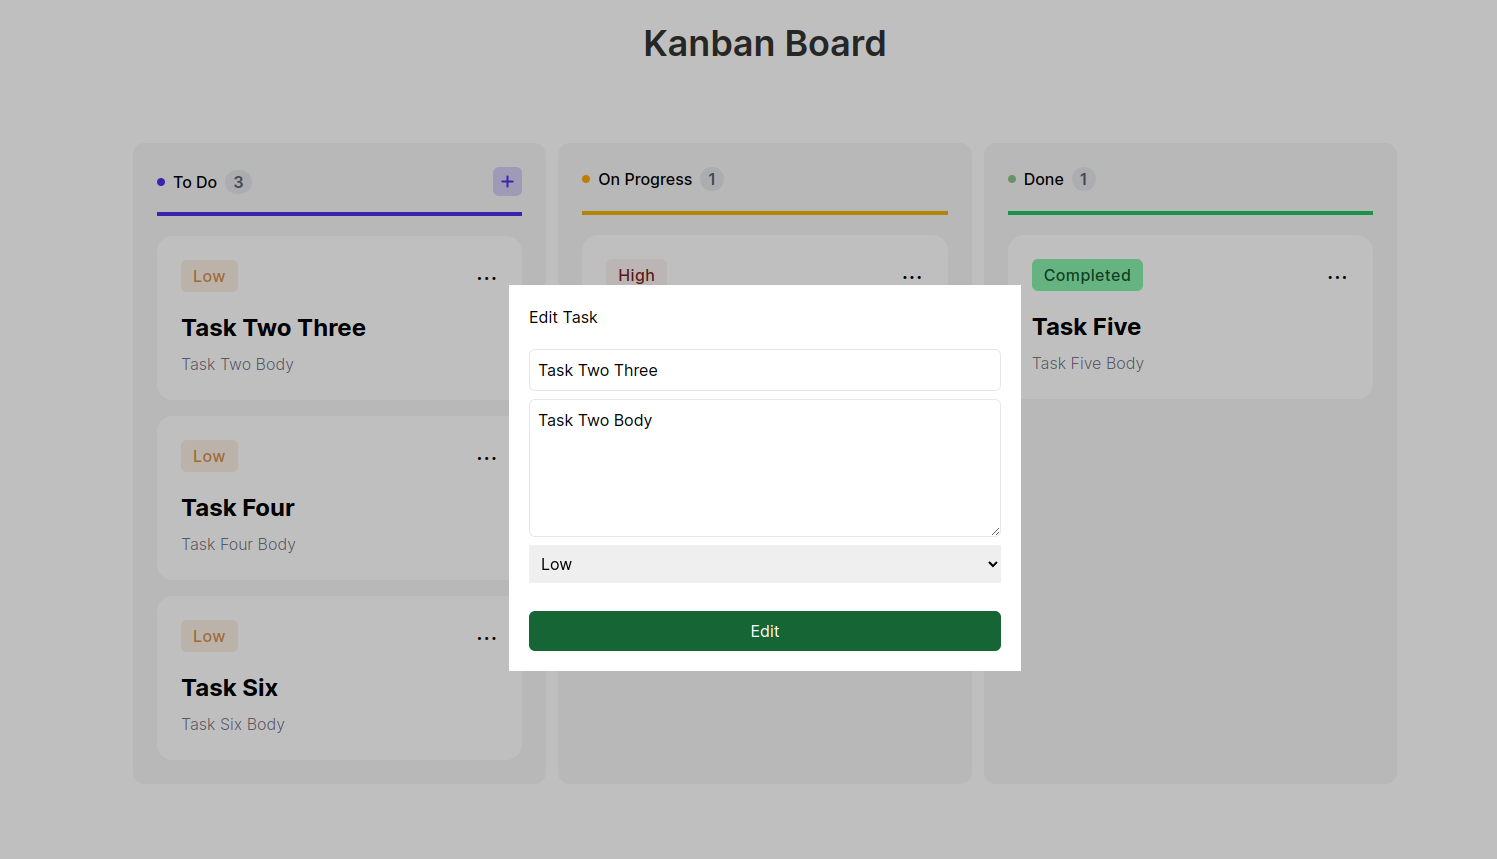 Kanban Board
To Do 3 +
Low ...
Task Two Three
Task Two Body
Low ...
Task Four
Task Four Body
Low ...
Task Six
Task Six Body
On Progress 1
High ...
Done 1
Completed ...
Task Five
Task Five Body
Edit Task
Task Two Three
Task Two Body
Low
Edit